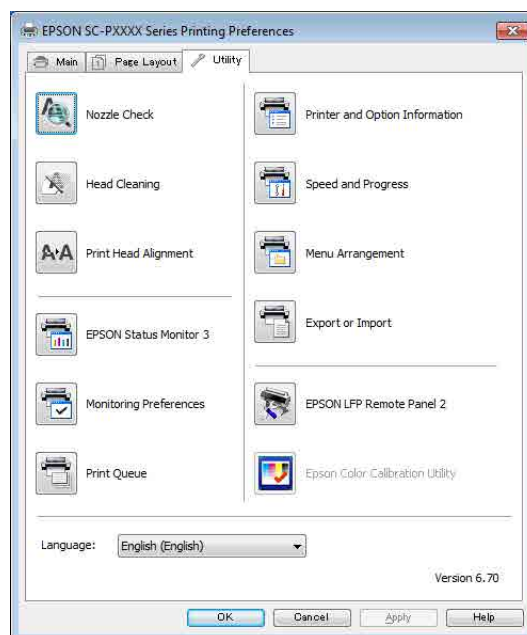 EPSON SC-PXXXX Series Printing Preferences
Main Page Layout Utility
Nozzle Check
Head Cleaning
A A Print Head Alignment
EPSON Status Monitor 3
Monitoring Preferences
Print Queue
Printer and Option Information
Speed and Progress
Menu Arrangement
Export or Import
EPSON LFP Remote Panel 2
Epson Color Calibration Utility
Language: English (English)
Version 6.70
OK Cancel Apply Help